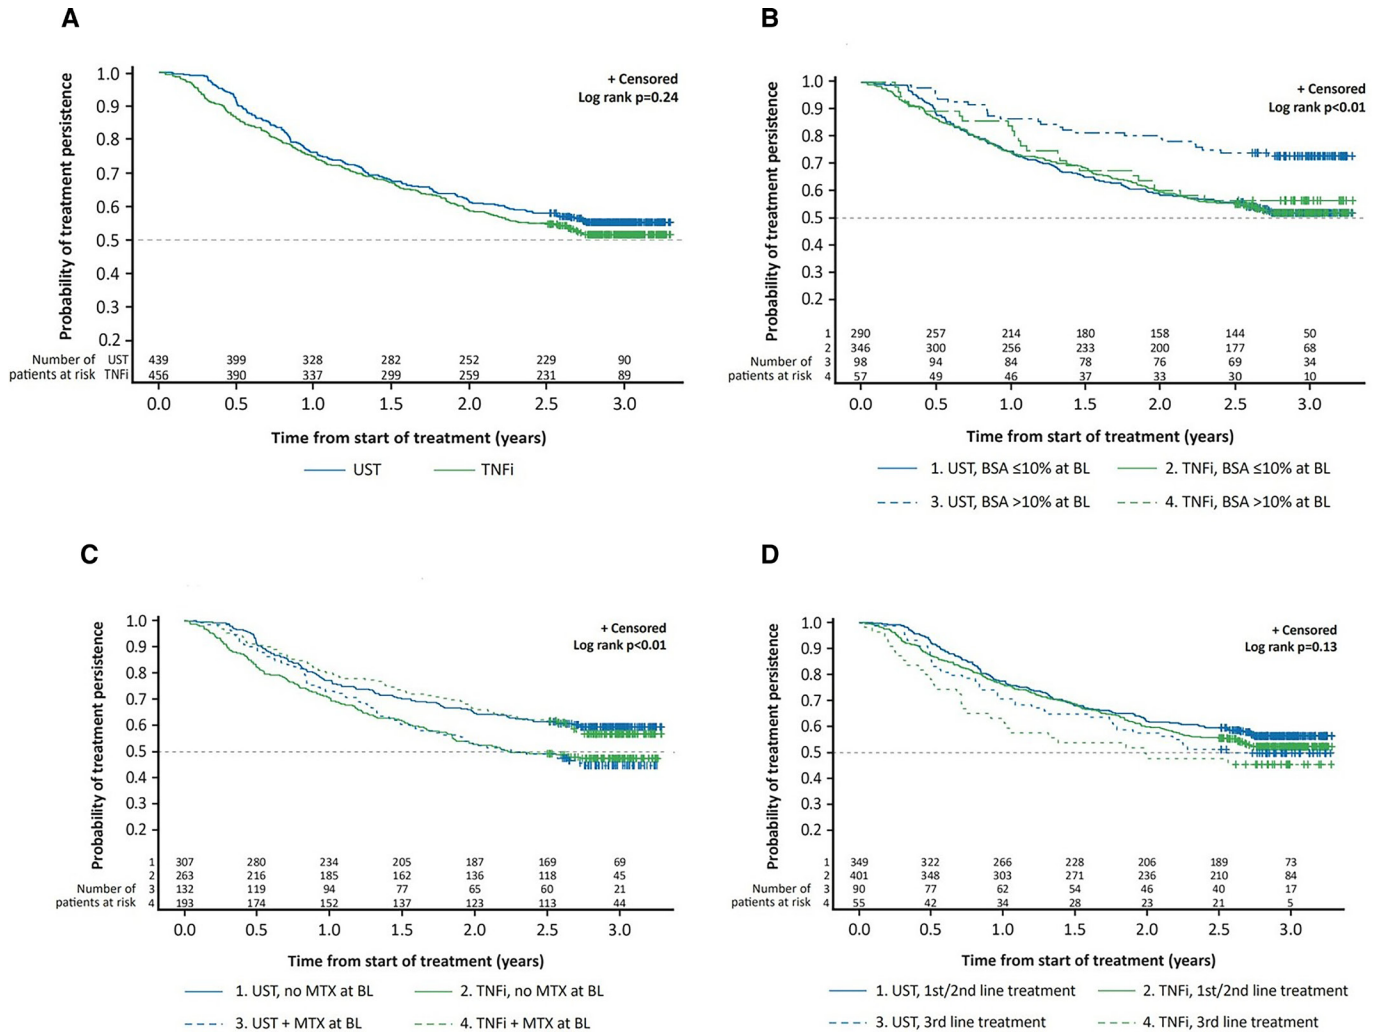 A
Probability of treatment persistence
1.0
0.9
0.8
0.7
0.6
0.5
0.4
0.3
0.2
+ Censored
Log rank p=0.24
Number of patients at risk
UST 439 399 328 282 252 229 90
TNFi 456 390 337 299 259 231 89
0.0 0.5 1.0 1.5 2.0 2.5 3.0
Time from start of treatment (years)
UST TNFi
B
Probability of treatment persistence
1.0
0.9
0.8
0.7
0.6
0.5
0.4
0.3
0.2
+ Censored
Log rank p<0.01
Number of patients at risk
1 290 257 214 180 158 144 50
2 346 300 256 233 200 177 68
3 98 94 84 78 76 69 34
4 57 49 46 37 33 30 10
0.0 0.5 1.0 1.5 2.0 2.5 3.0
Time from start of treatment (years)
1. UST, BSA ≤10% at BL 2. TNFi, BSA ≤10% at BL
3. UST, BSA >10% at BL 4. TNFi, BSA >10% at BL
C
Probability of treatment persistence
1.0
0.9
0.8
0.7
0.6
0.5
0.4
0.3
0.2
+ Censored
Log rank p<0.01
Number of patients at risk
1 307 280 234 205 187 169 69
2 263 216 185 162 136 118 45
3 132 119 94 77 65 60 21
4 193 174 152 137 123 113 44
0.0 0.5 1.0 1.5 2.0 2.5 3.0
Time from start of treatment (years)
1. UST, no MTX at BL 2. TNFi, no MTX at BL
3. UST + MTX at BL 4. TNFi + MTX at BL
D
Probability of treatment persistence
1.0
0.9
0.8
0.7
0.6
0.5
0.4
0.3
0.2
+ Censored
Log rank p=0.13
Number of patients at risk
1 349 322 266 228 206 189 73
2 401 348 303 271 236 210 84
3 90 77 62 54 46 40 17
4 55 42 34 28 23 21 5
0.0 0.5 1.0 1.5 2.0 2.5 3.0
Time from start of treatment (years)
1. UST, 1st/2nd line treatment 2. TNFi, 1st/2nd line treatment
3. UST, 3rd line treatment 4. TNFi, 3rd line treatment